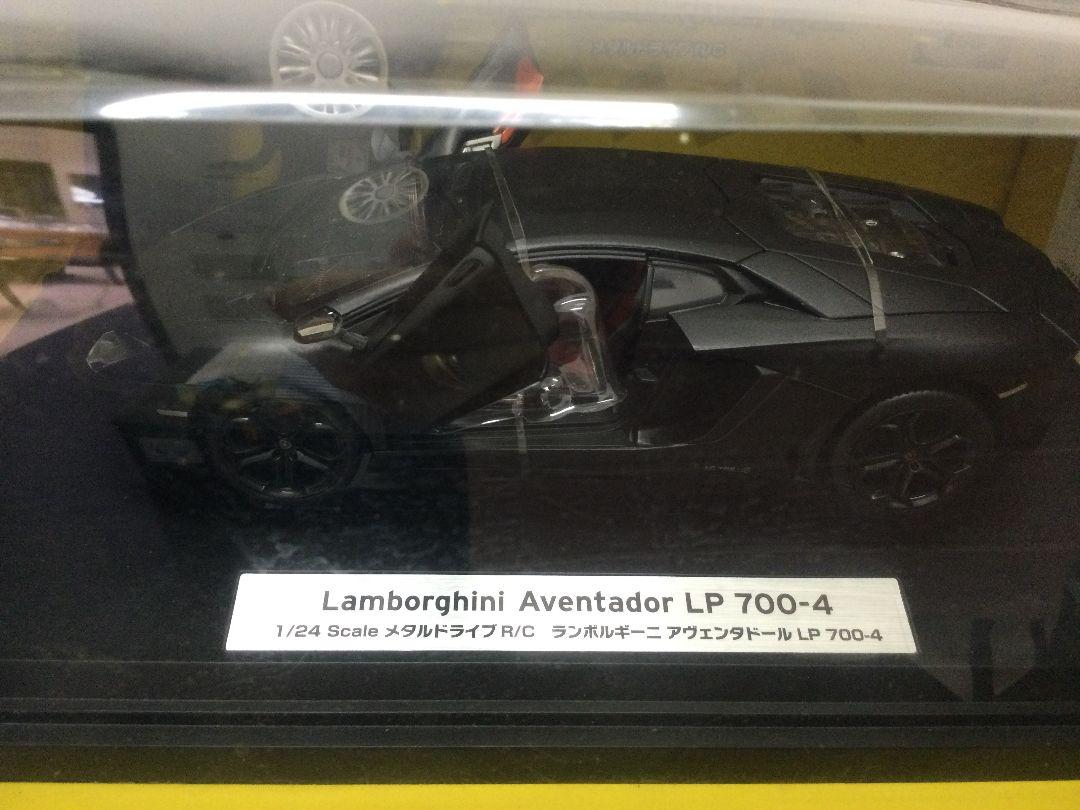 Lamborghini Aventador LP 700-4
1/24 Scale メタルドライブ R/C ランボルギーニ アヴェンタドール LP 700-4